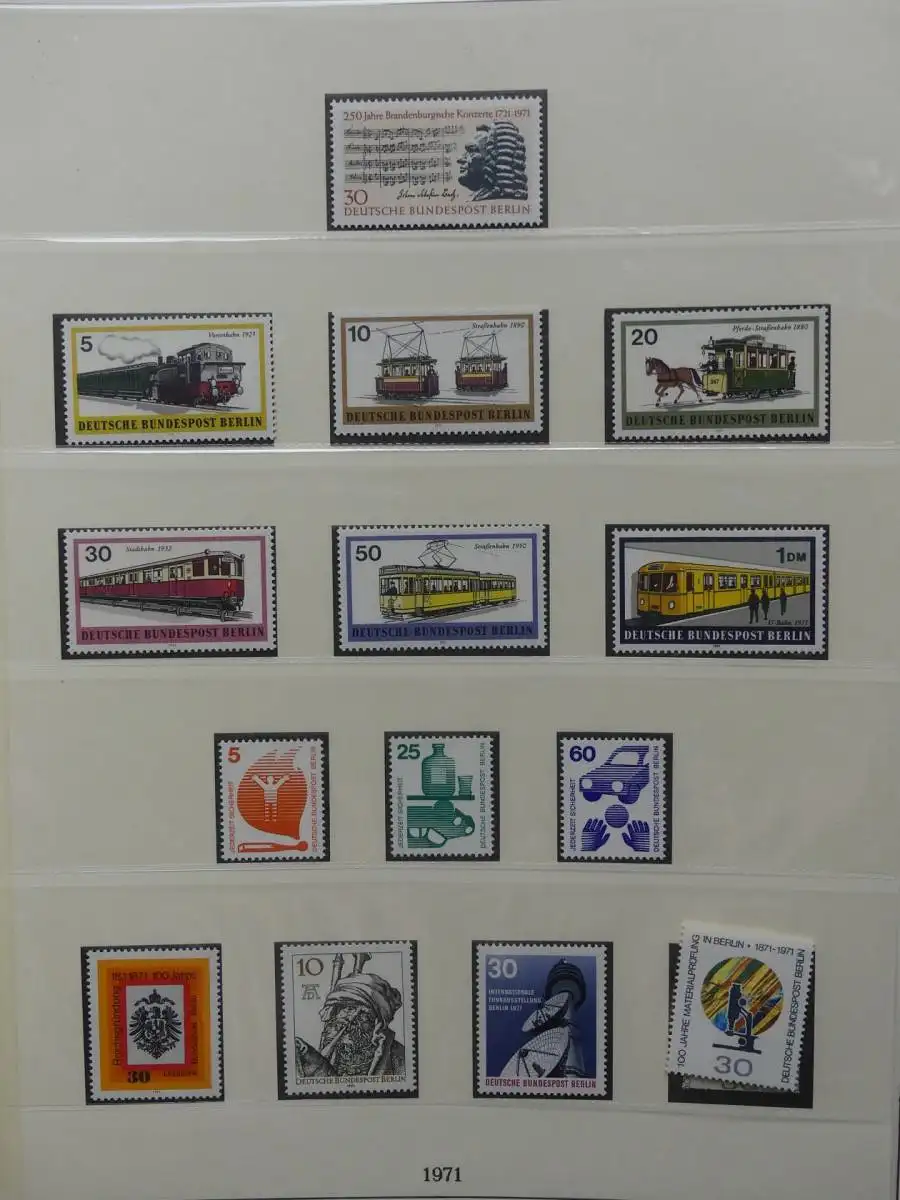 250 Jahre Brandenburgische Konzerte 1721-1971
30
DEUTSCHE BUNDESPOST BERLIN
5
Vorortbahn 1925
DEUTSCHE BUNDESPOST BERLIN
10
Straßenbahn 1890
DEUTSCHE BUNDESPOST BERLIN
20
Pferde-Straßenbahn 1880
247
DEUTSCHE BUNDESPOST BERLIN
30
Stadtbahn 1932
DEUTSCHE BUNDESPOST BERLIN
50
Straßenbahn 1950
DEUTSCHE BUNDESPOST BERLIN
1 DM
U-Bahn 1971
DEUTSCHE BUNDESPOST BERLIN
5
JEDERZEIT SICHERHEIT
DEUTSCHE BUNDESPOST BERLIN
25
JEDERZEIT SICHERHEIT
DEUTSCHE BUNDESPOST BERLIN
60
JEDERZEIT SICHERHEIT
DEUTSCHE BUNDESPOST BERLIN
1871 1971 100 Jahre
Reichsgründung
30
10
DEUTSCHE BUNDESPOST BERLIN
30
INTERNATIONALE
FUNKAUSSTELLUNG
BERLIN 1971
DEUTSCHE BUNDESPOST BERLIN
100 JAHRE MATERIALPRÜFUNG
IN BERLIN · 1871-1971
DEUTSCHE BUNDESPOST BERLIN
30
1971